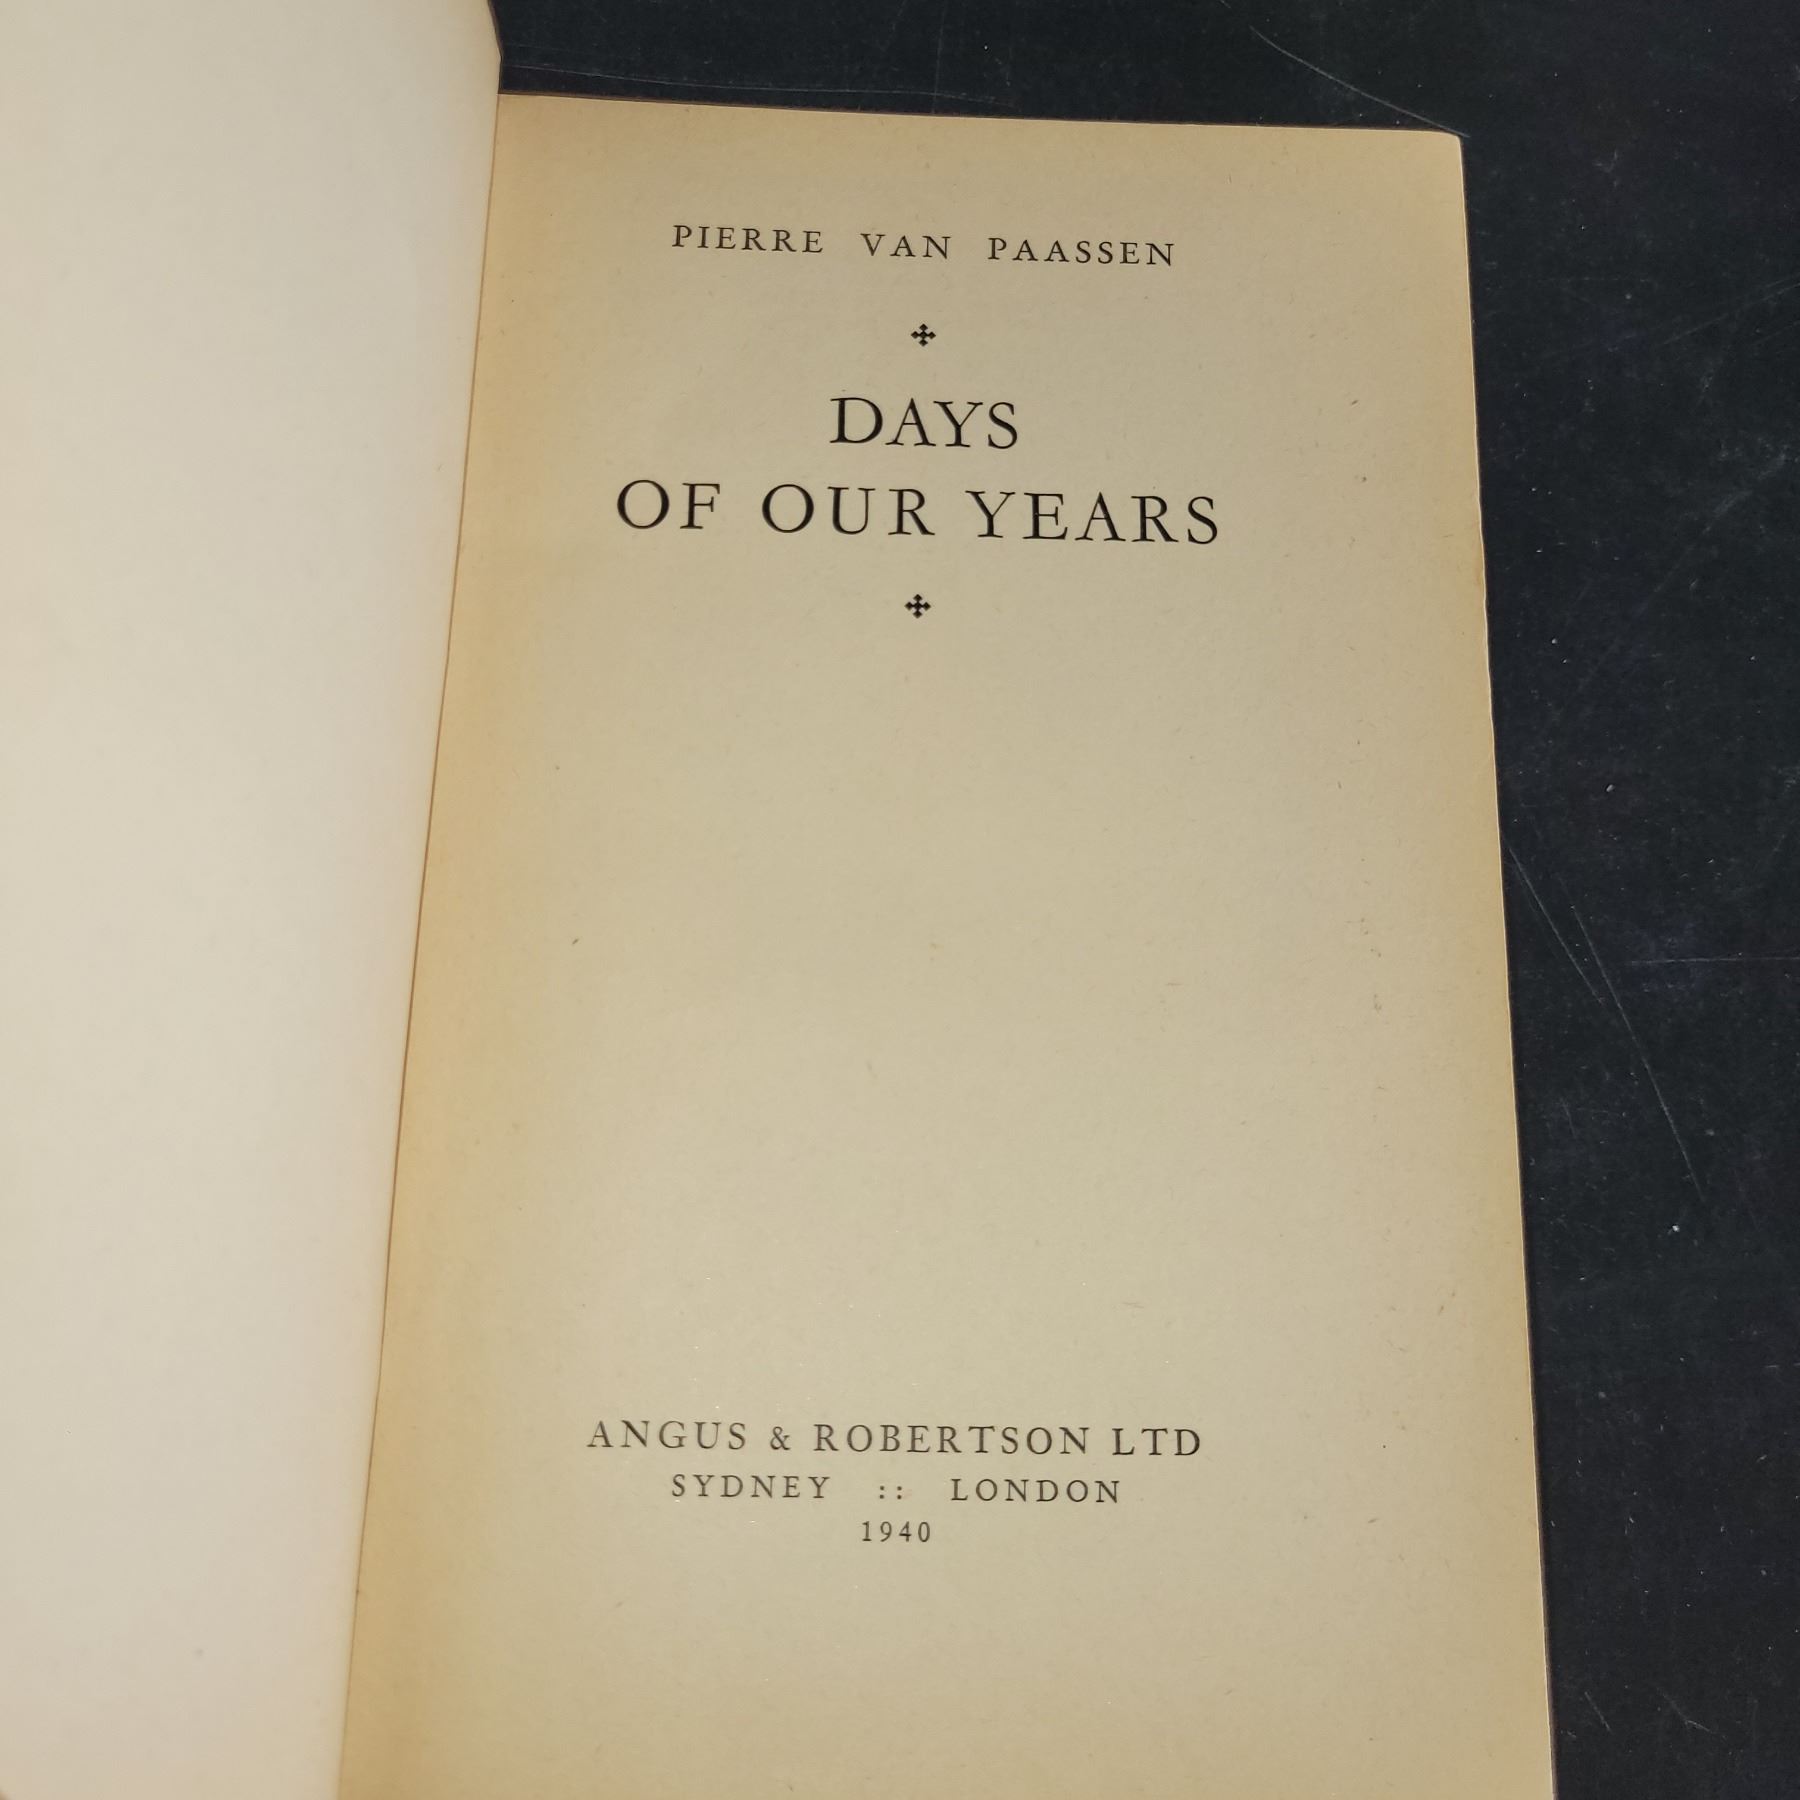 PIERRE VAN PAASSEN
DAYS
OF OUR YEARS
ANGUS & ROBERTSON LTD
SYDNEY :: LONDON
1940